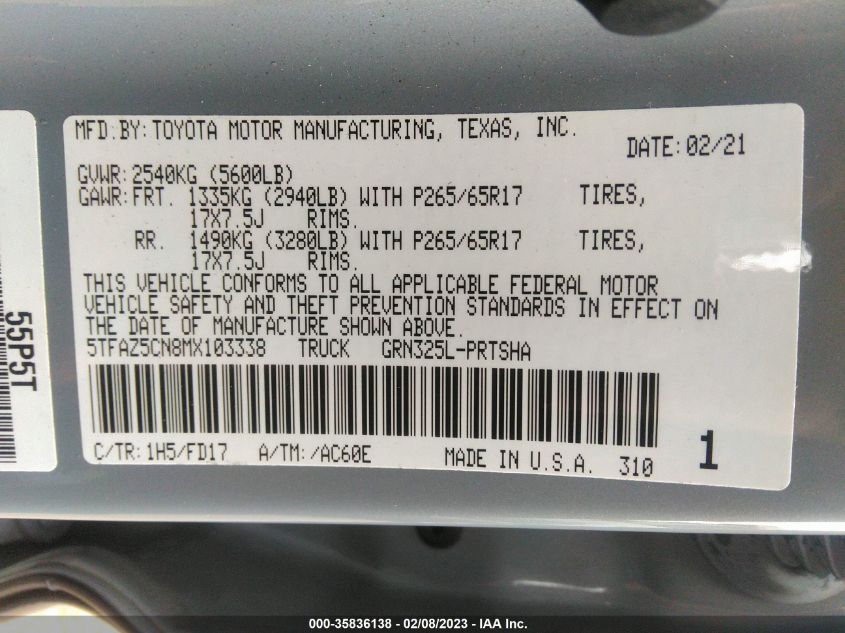 MFD.BY:TOYOTA MOTOR MANUFACTURING, TEXAS, INC.
DATE:02/21
GVWR:2540KG (5600LB)
GAWR:FRT. 1335KG (2940LB) WITH P265/65R17 TIRES,
17X7.5J RIMS.
RR. 1490KG (3280LB) WITH P265/65R17 TIRES,
17X7.5J RIMS.
THIS VEHICLE CONFORMS TO ALL APPLICABLE FEDERAL MOTOR
VEHICLE SAFETY AND THEFT PREVENTION STANDARDS IN EFFECT ON
THE DATE OF MANUFACTURE SHOWN ABOVE.
5TFAZ5CN8MX103338 TRUCK GRN325L-PRTSHA
C/TR:1H5/FD17 A/TM:/AC60E MADE IN U.S.A. 310 1
55P5T
000-35836138 - 02/08/2023 - IAA Inc.